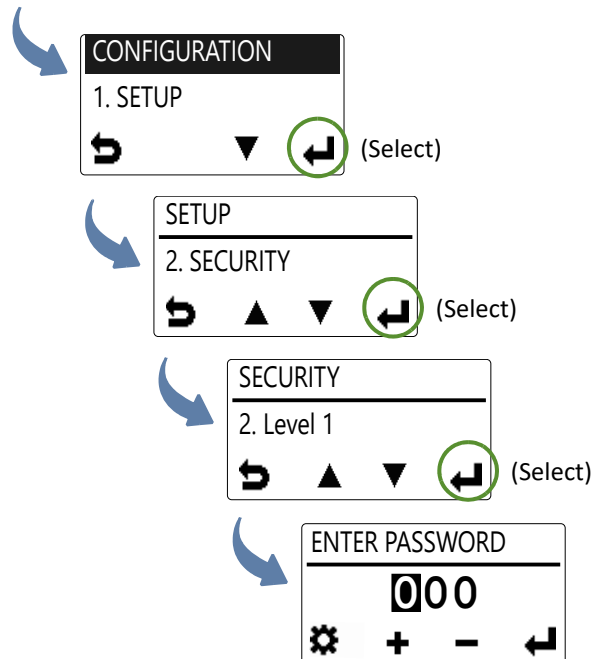 CONFIGURATION
1. SETUP
(Select)
SETUP
2. SECURITY
(Select)
SECURITY
2. Level 1
(Select)
ENTER PASSWORD
000
+ −